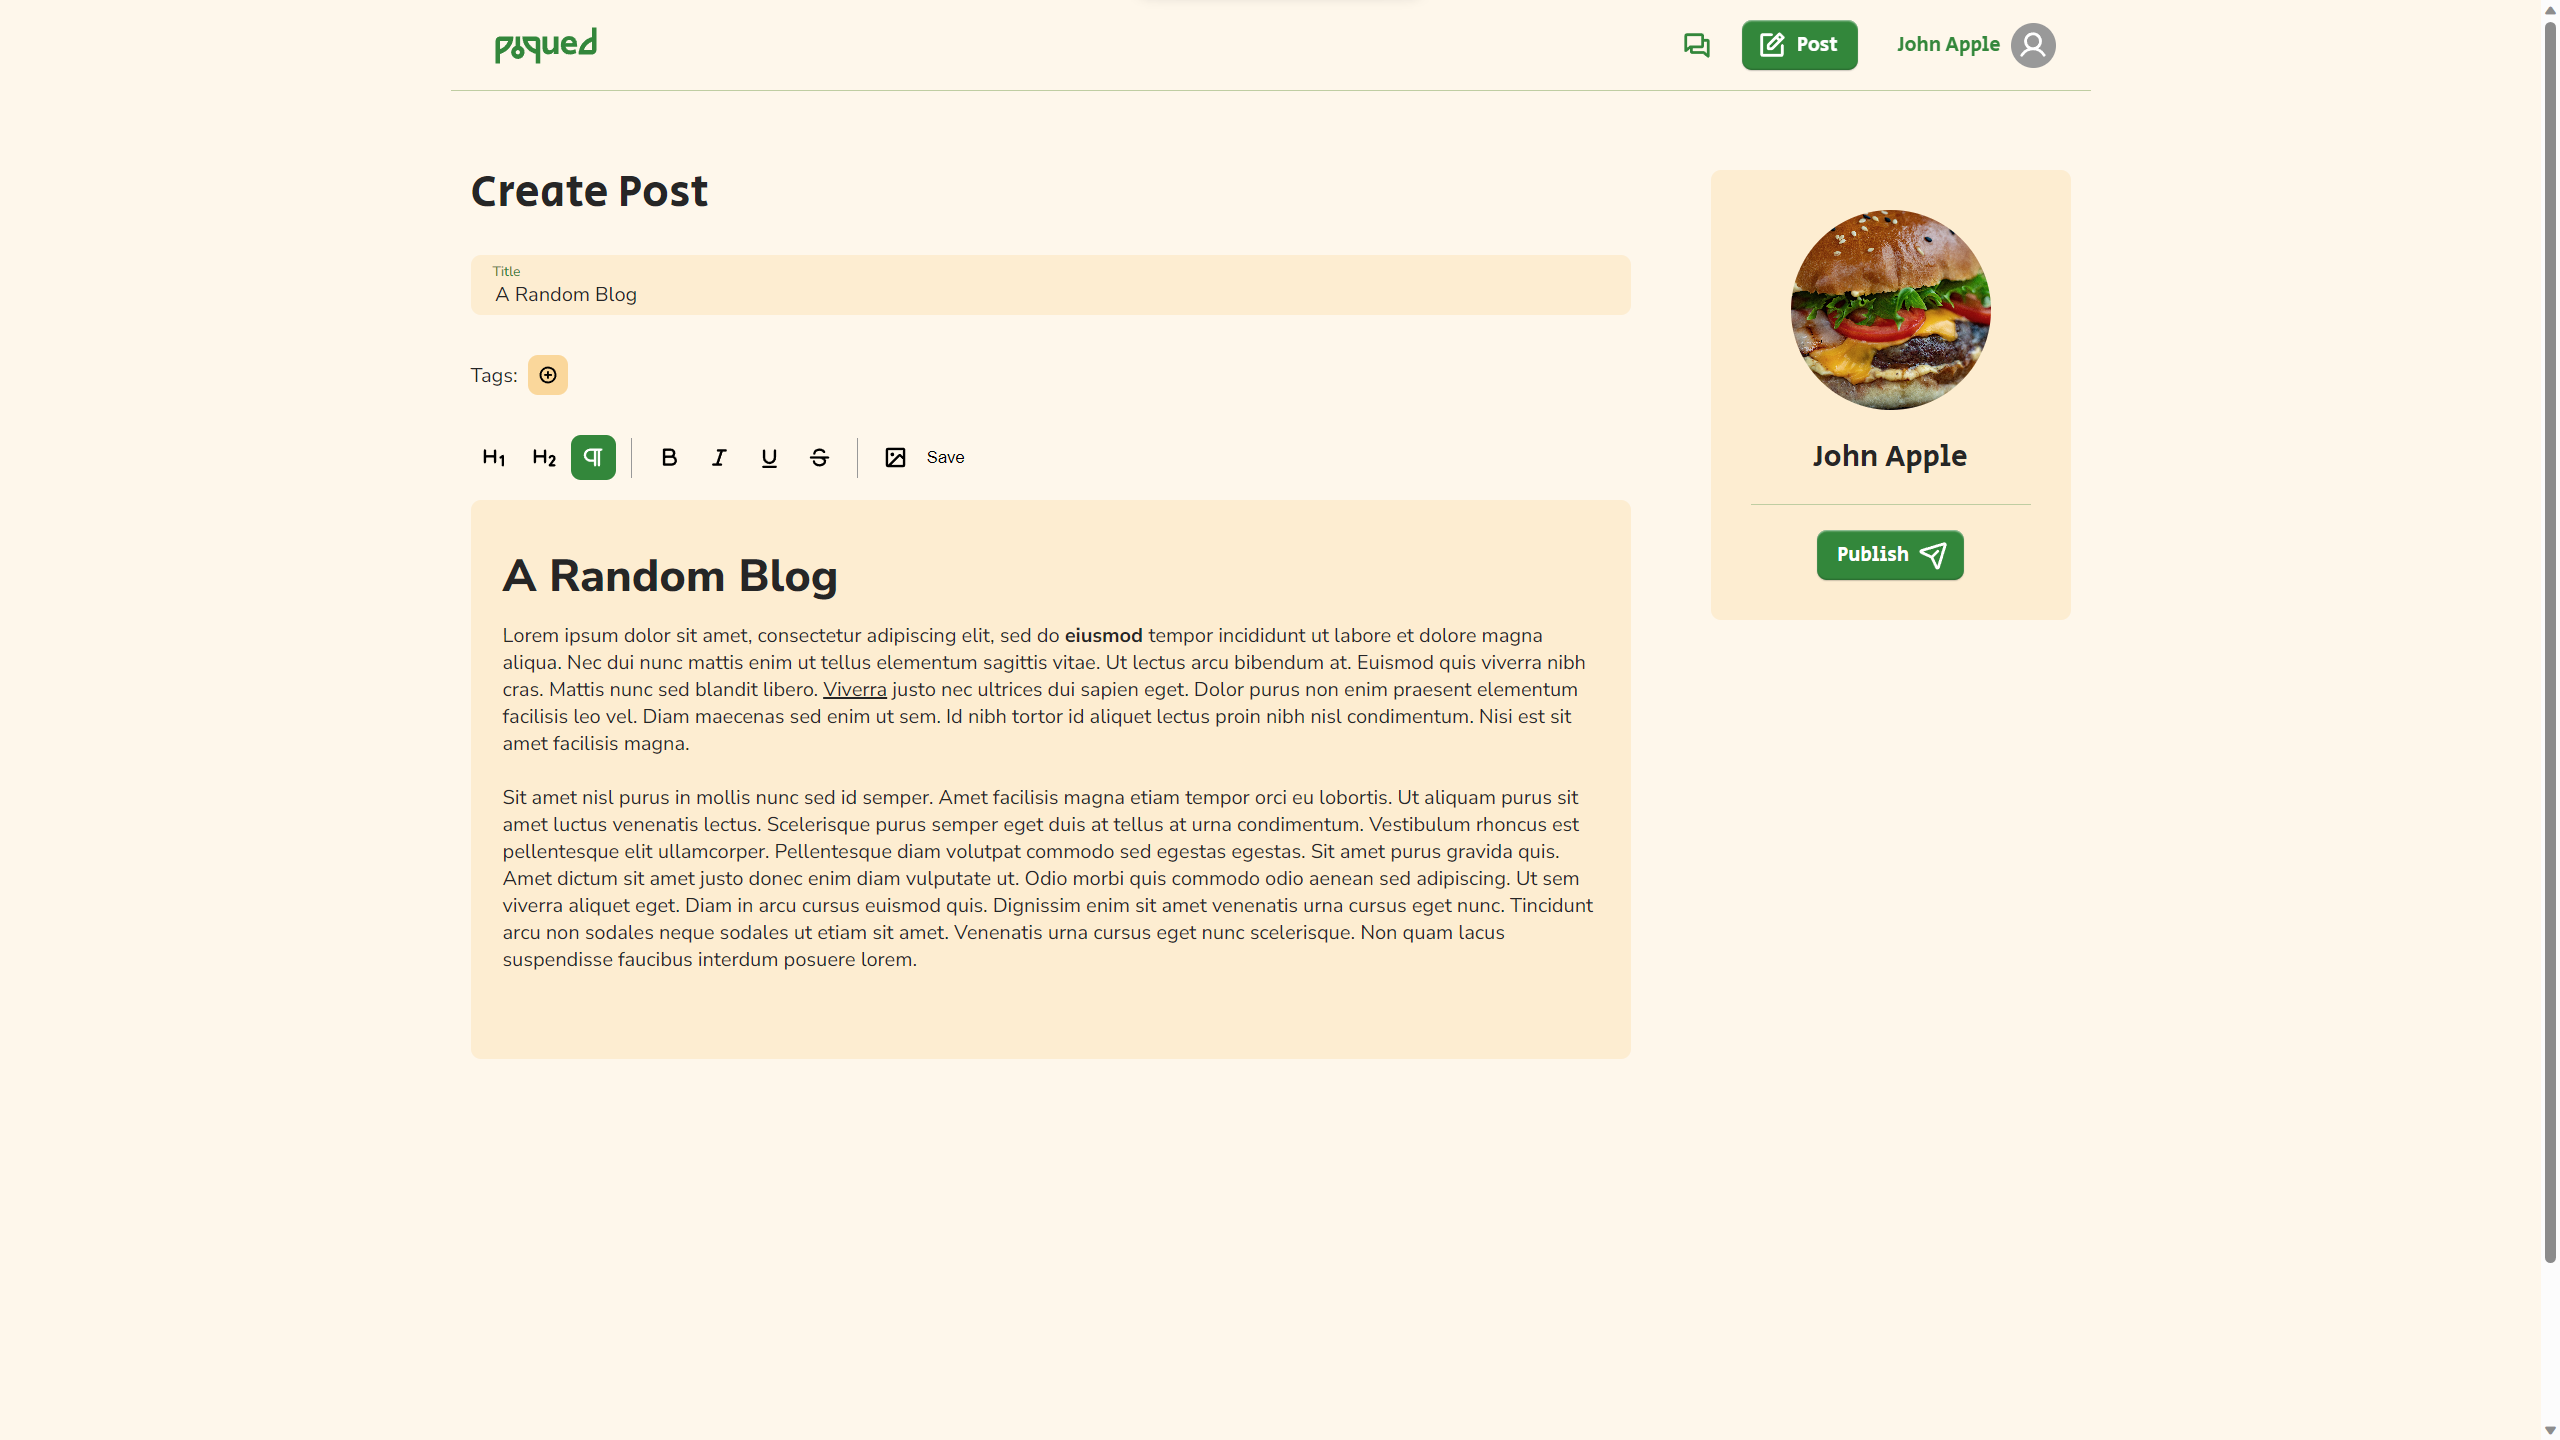 piqued
Post
John Apple
Create Post
Title
A Random Blog
Tags:
H1 H2 B I U S Save
A Random Blog
Lorem ipsum dolor sit amet, consectetur adipiscing elit, sed do eiusmod tempor incididunt ut labore et dolore magna
aliqua. Nec dui nunc mattis enim ut tellus elementum sagittis vitae. Ut lectus arcu bibendum at. Euismod quis viverra nibh
cras. Mattis nunc sed blandit libero. Viverra justo nec ultrices dui sapien eget. Dolor purus non enim praesent elementum
facilisis leo vel. Diam maecenas sed enim ut sem. Id nibh tortor id aliquet lectus proin nibh nisl condimentum. Nisi est sit
amet facilisis magna.
Sit amet nisl purus in mollis nunc sed id semper. Amet facilisis magna etiam tempor orci eu lobortis. Ut aliquam purus sit
amet luctus venenatis lectus. Scelerisque purus semper eget duis at tellus at urna condimentum. Vestibulum rhoncus est
pellentesque elit ullamcorper. Pellentesque diam volutpat commodo sed egestas egestas. Sit amet purus gravida quis.
Amet dictum sit amet justo donec enim diam vulputate ut. Odio morbi quis commodo odio aenean sed adipiscing. Ut sem
viverra aliquet eget. Diam in arcu cursus euismod quis. Dignissim enim sit amet venenatis urna cursus eget nunc. Tincidunt
arcu non sodales neque sodales ut etiam sit amet. Venenatis urna cursus eget nunc scelerisque. Non quam lacus
suspendisse faucibus interdum posuere lorem.
John Apple
Publish